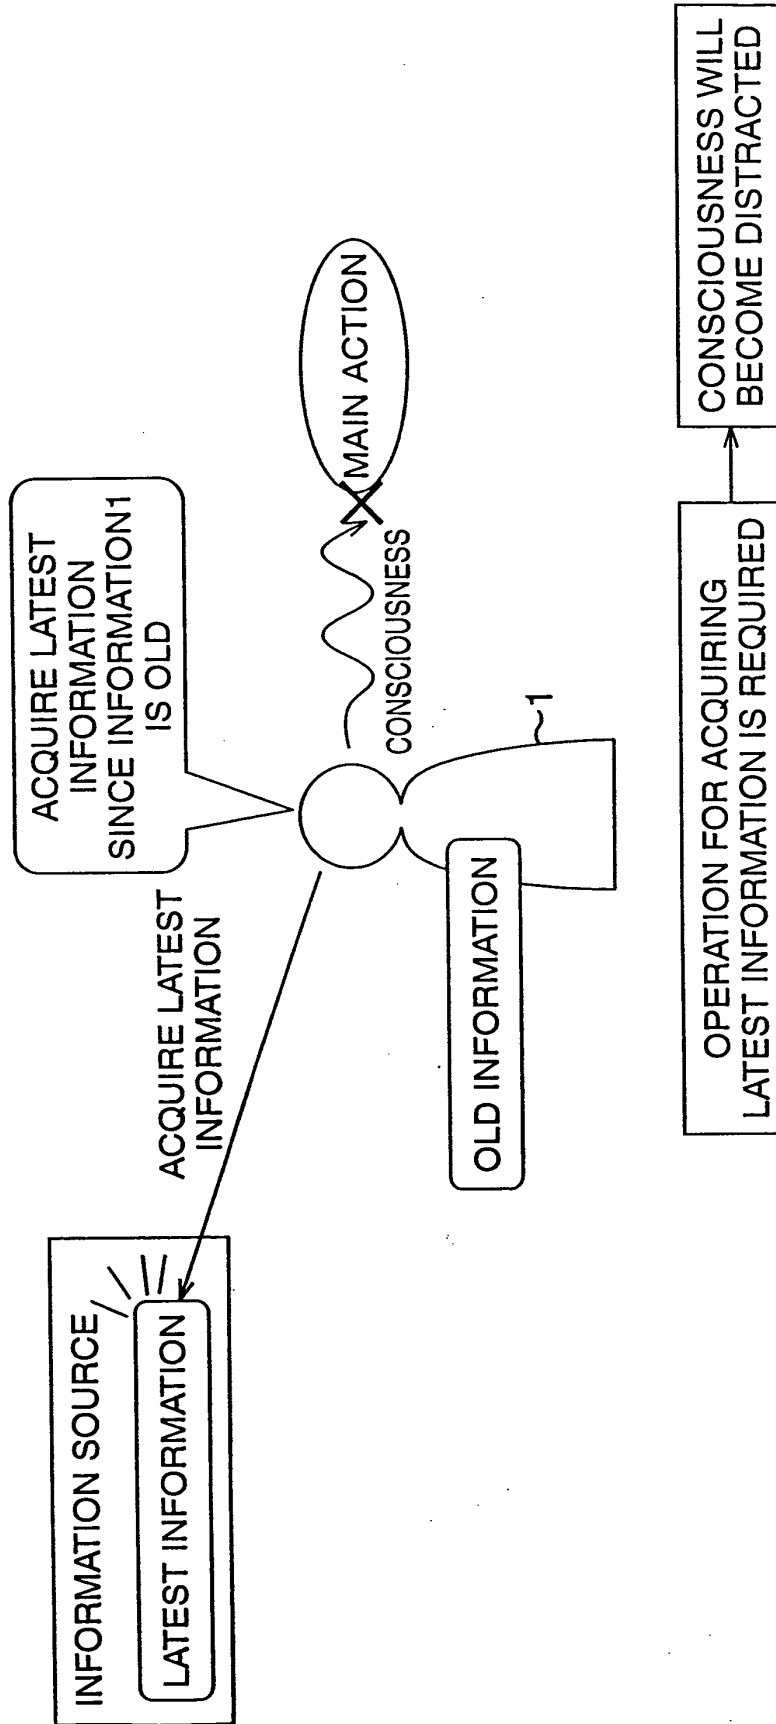 INFORMATION SOURCE
LATEST INFORMATION
ACQUIRE LATEST
INFORMATION
ACQUIRE LATEST
INFORMATION
SINCE INFORMATION1
IS OLD
OLD INFORMATION
1
CONSCIOUSNESS
MAIN ACTION
OPERATION FOR ACQUIRING
LATEST INFORMATION IS REQUIRED
CONSCIOUSNESS WILL
BECOME DISTRACTED